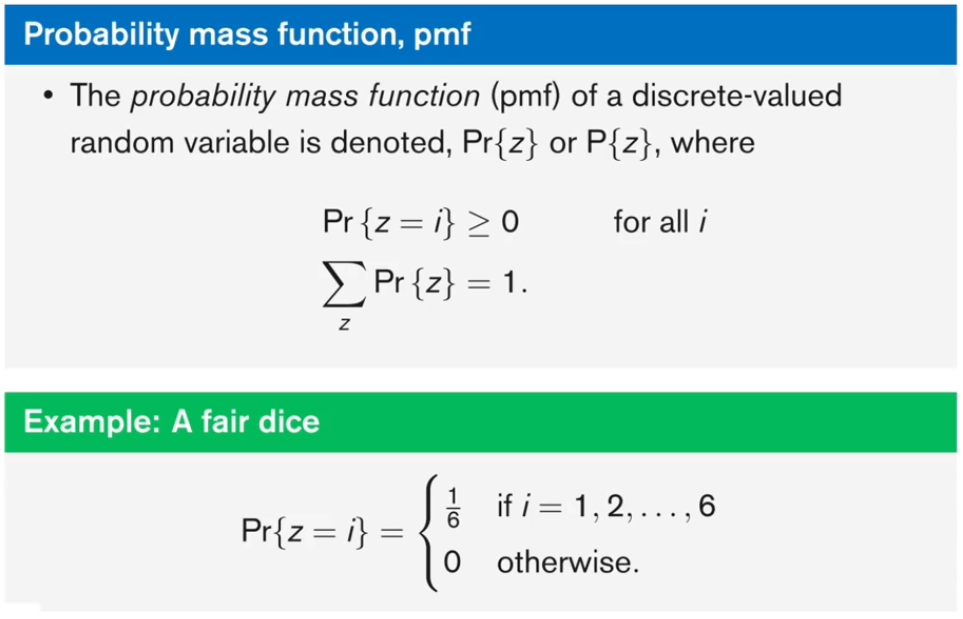 Probability mass function, pmf
• The probability mass function (pmf) of a discrete-valued
random variable is denoted, Pr{z} or P{z}, where
Pr {z = i} ≥ 0 for all i
∑ Pr {z} = 1.
z
Example: A fair dice
Pr{z = i} = { 1/6 if i = 1, 2, . . . , 6
0 otherwise.